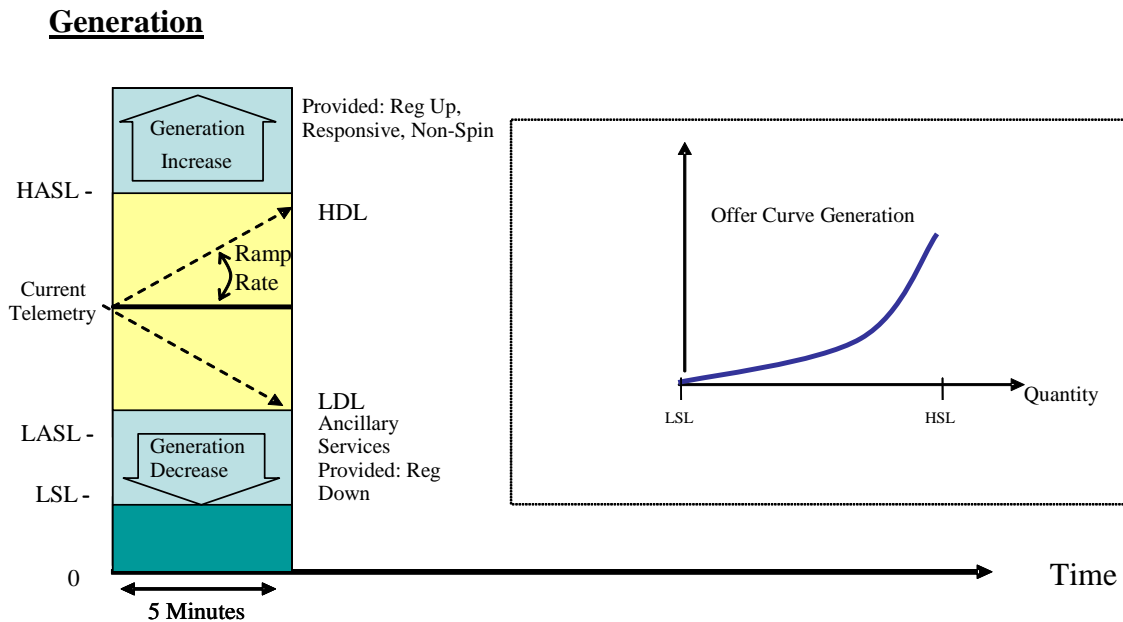 Generation
Provided: Reg Up,
Responsive, Non-Spin
Generation
Increase
HASL -
HDL
Ramp
Rate
Current
Telemetry
LDL
Ancillary
Services
Provided: Reg
Down
LASL -
Generation
Decrease
LSL -
0
5 Minutes
Time
Offer Curve Generation
Quantity
LSL
HSL